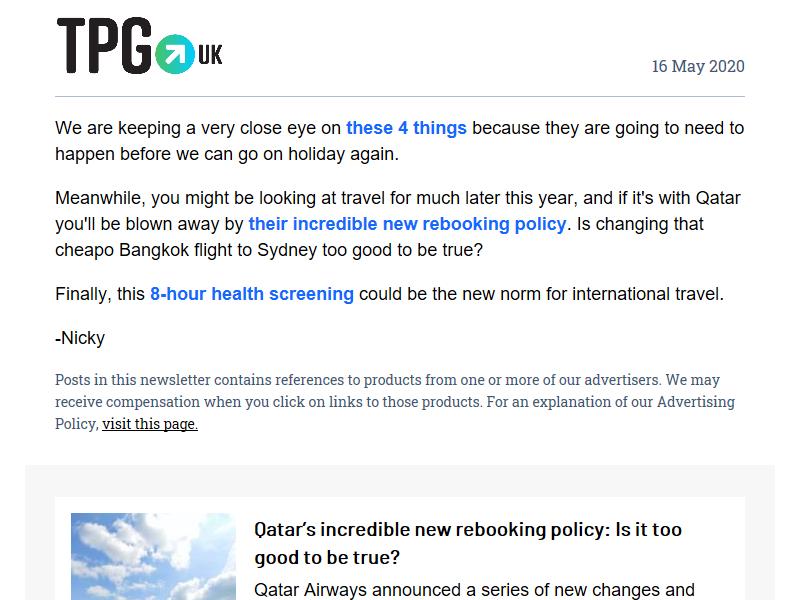 TPG UK
16 May 2020
We are keeping a very close eye on these 4 things because they are going to need to
happen before we can go on holiday again.
Meanwhile, you might be looking at travel for much later this year, and if it's with Qatar
you'll be blown away by their incredible new rebooking policy. Is changing that
cheapo Bangkok flight to Sydney too good to be true?
Finally, this 8-hour health screening could be the new norm for international travel.
-Nicky
Posts in this newsletter contains references to products from one or more of our advertisers. We may
receive compensation when you click on links to those products. For an explanation of our Advertising
Policy, visit this page.
Qatar’s incredible new rebooking policy: Is it too
good to be true?
Qatar Airways announced a series of new changes and